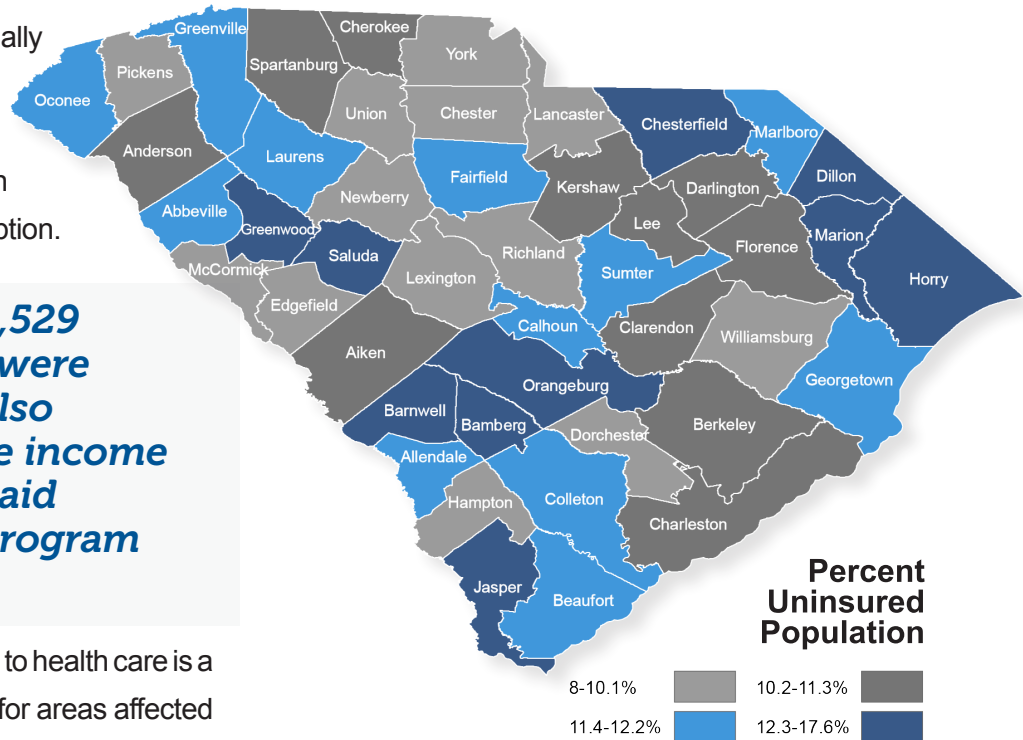 ally
n
otion.
,529
were
lso
e income
aid
rogram
to health care is a
for areas affected
Greenville
Cherokee
York
Spartanburg
Pickens
Oconee
Union
Chester
Lancaster
Chesterfield
Marlboro
Anderson
Laurens
Fairfield
Kershaw
Darlington
Dillon
Newberry
Abbeville
Greenwood
Saluda
Lee
Florence
Marion
Richland
McCormick
Lexington
Sumter
Horry
Edgefield
Calhoun
Clarendon
Williamsburg
Aiken
Orangeburg
Georgetown
Barnwell
Bamberg
Dorchester
Berkeley
Allendale
Hampton
Colleton
Charleston
Jasper
Beaufort
Percent
Uninsured
Population
8-10.1%
10.2-11.3%
11.4-12.2%
12.3-17.6%